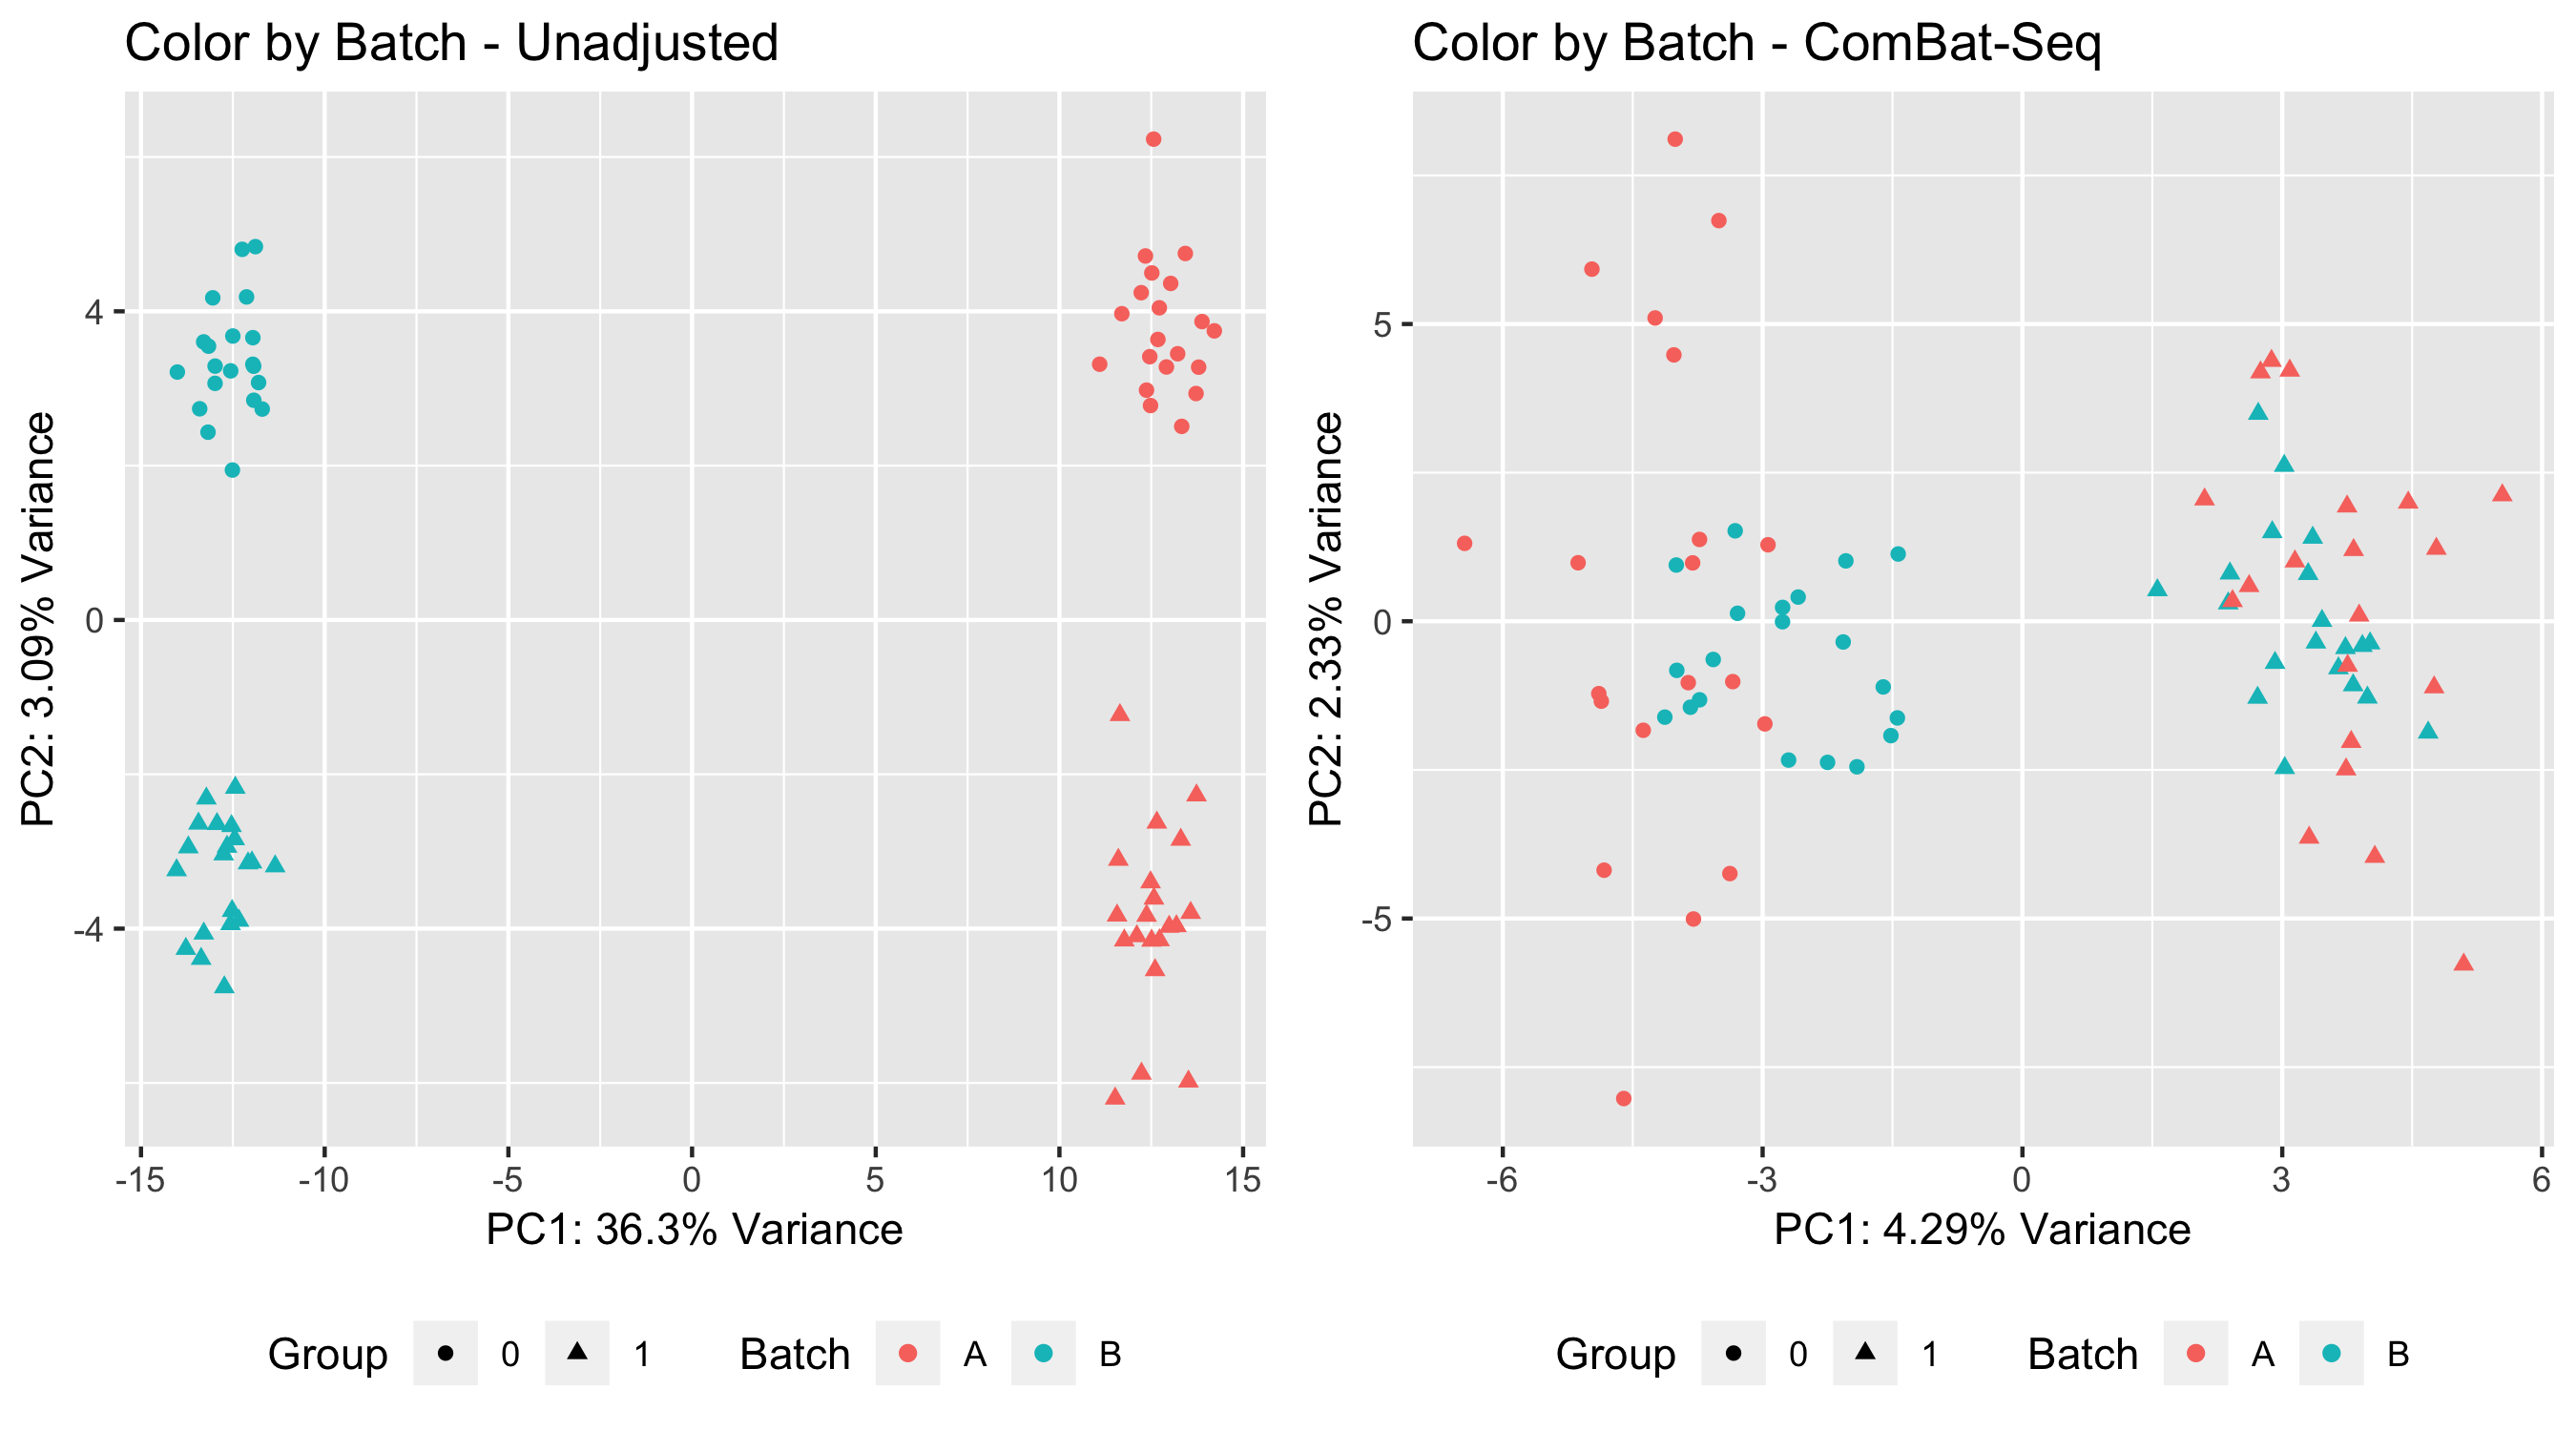 Color by Batch - Unadjusted
PC2: 3.09% Variance
4
0
-4
-15 -10 -5 0 5 10 15
PC1: 36.3% Variance
Group 0 1 Batch A B
Color by Batch - ComBat-Seq
PC2: 2.33% Variance
5
0
-5
-6 -3 0 3 6
PC1: 4.29% Variance
Group 0 1 Batch A B